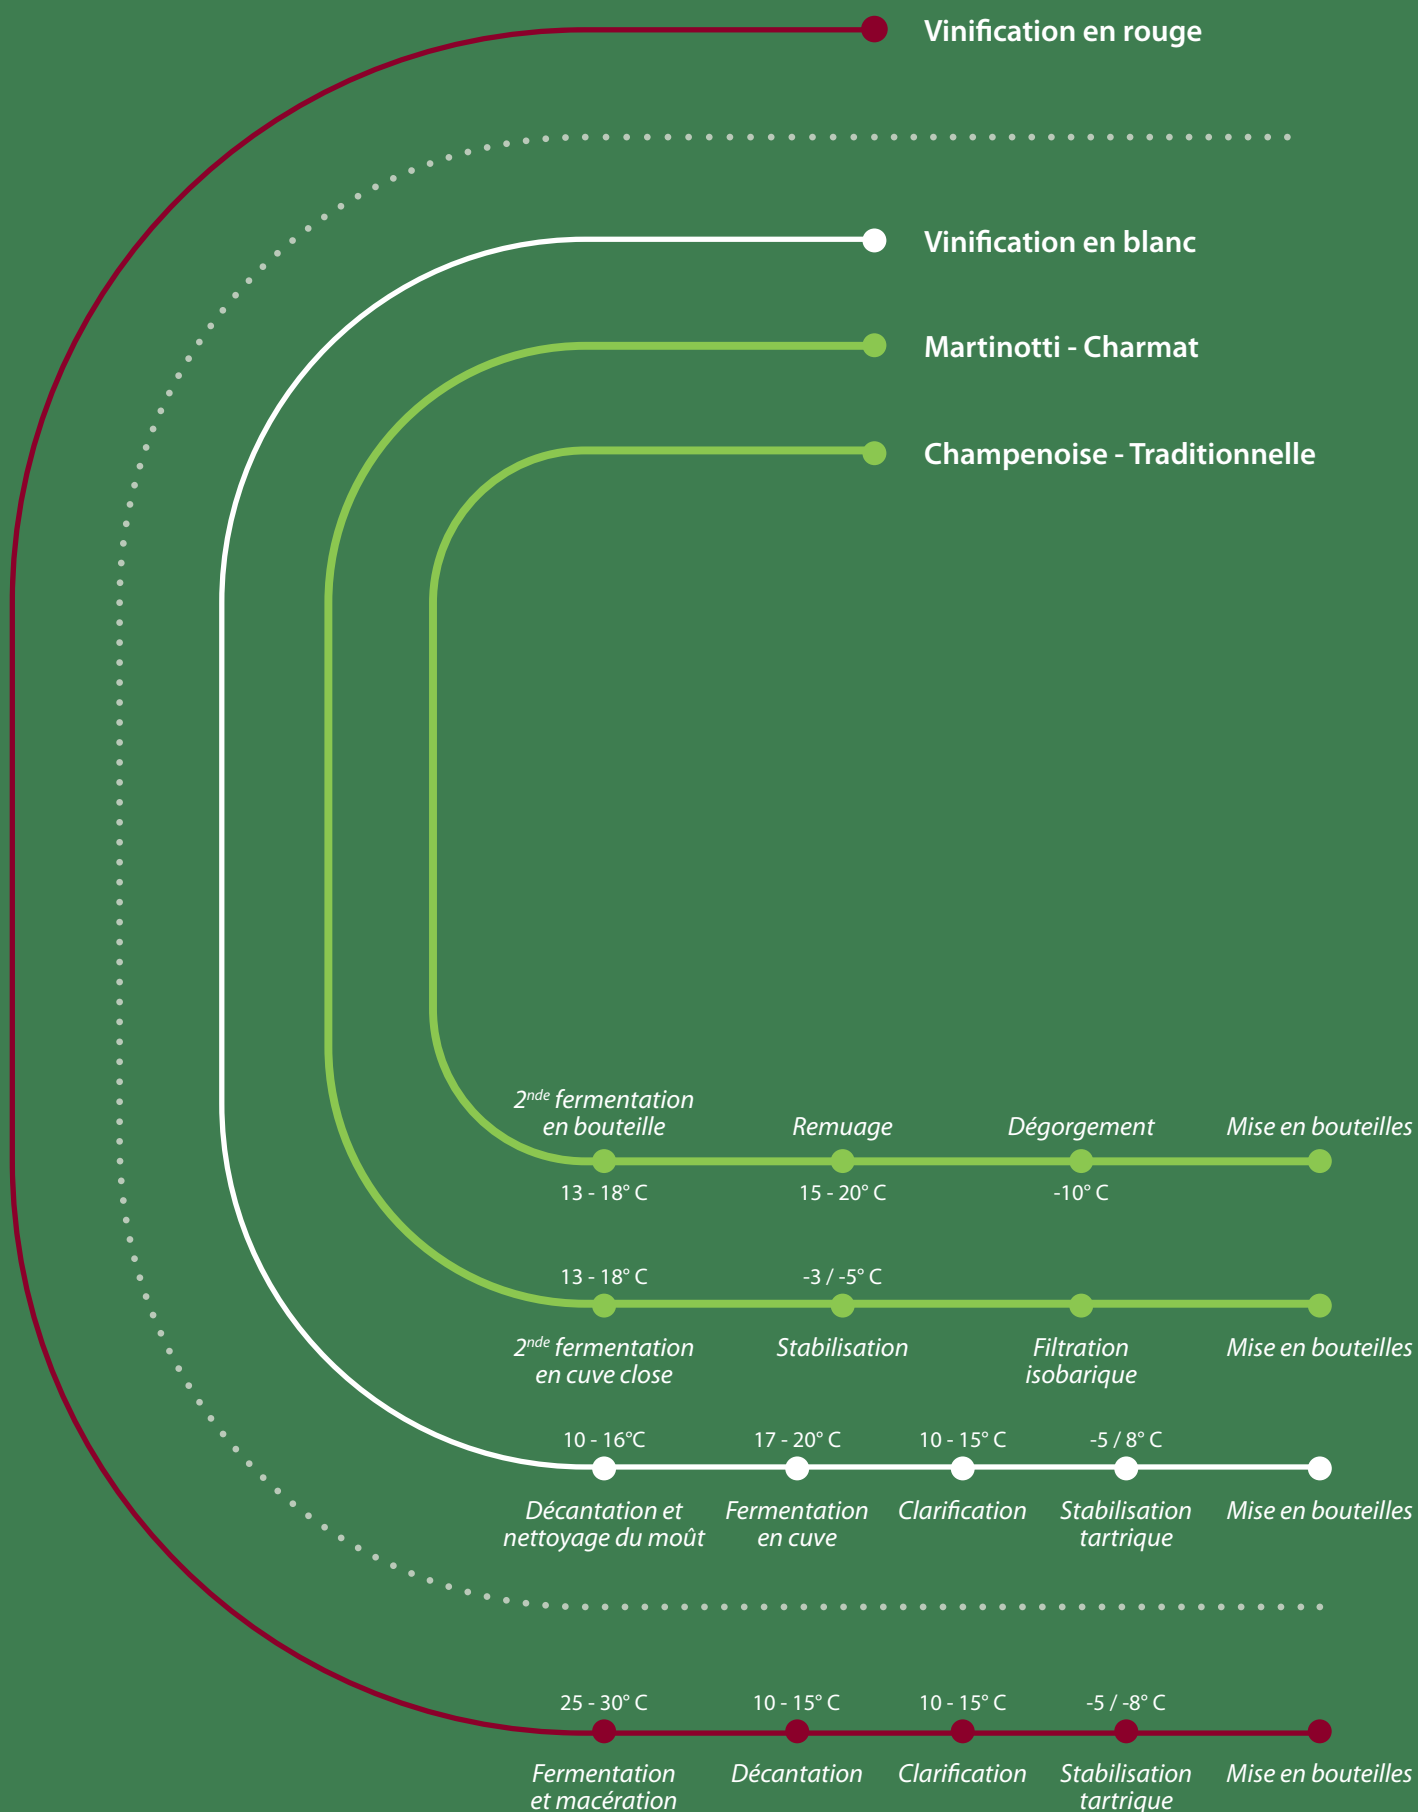 Vinification en rouge
Vinification en blanc
Martinotti - Charmat
Champenoise - Traditionnelle
2nde fermentation
en bouteille
Remuage
Dégorgement
Mise en bouteilles
13 - 18° C
15 - 20° C
-10° C
13 - 18° C
-3 / -5° C
2nde fermentation
en cuve close
Stabilisation
Filtration
isobarique
Mise en bouteilles
10 - 16°C
17 - 20° C
10 - 15° C
-5 / 8° C
Décantation et
nettoyage du moût
Fermentation
en cuve
Clarification
Stabilisation
tartrique
Mise en bouteilles
25 - 30° C
10 - 15° C
10 - 15° C
-5 / -8° C
Fermentation
et macération
Décantation
Clarification
Stabilisation
tartrique
Mise en bouteilles